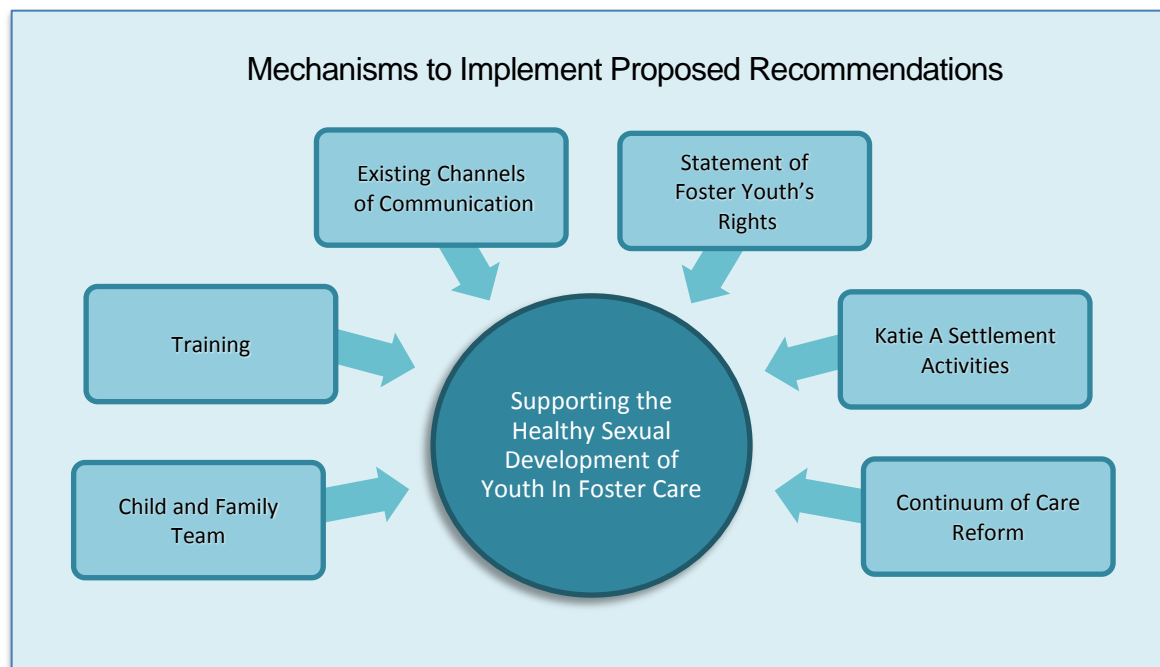 Mechanisms to Implement Proposed Recommendations
Existing Channels
of Communication
Statement of
Foster Youth’s
Rights
Training
Katie A Settlement
Activities
Supporting the
Healthy Sexual
Development of
Youth In Foster Care
Child and Family
Team
Continuum of Care
Reform